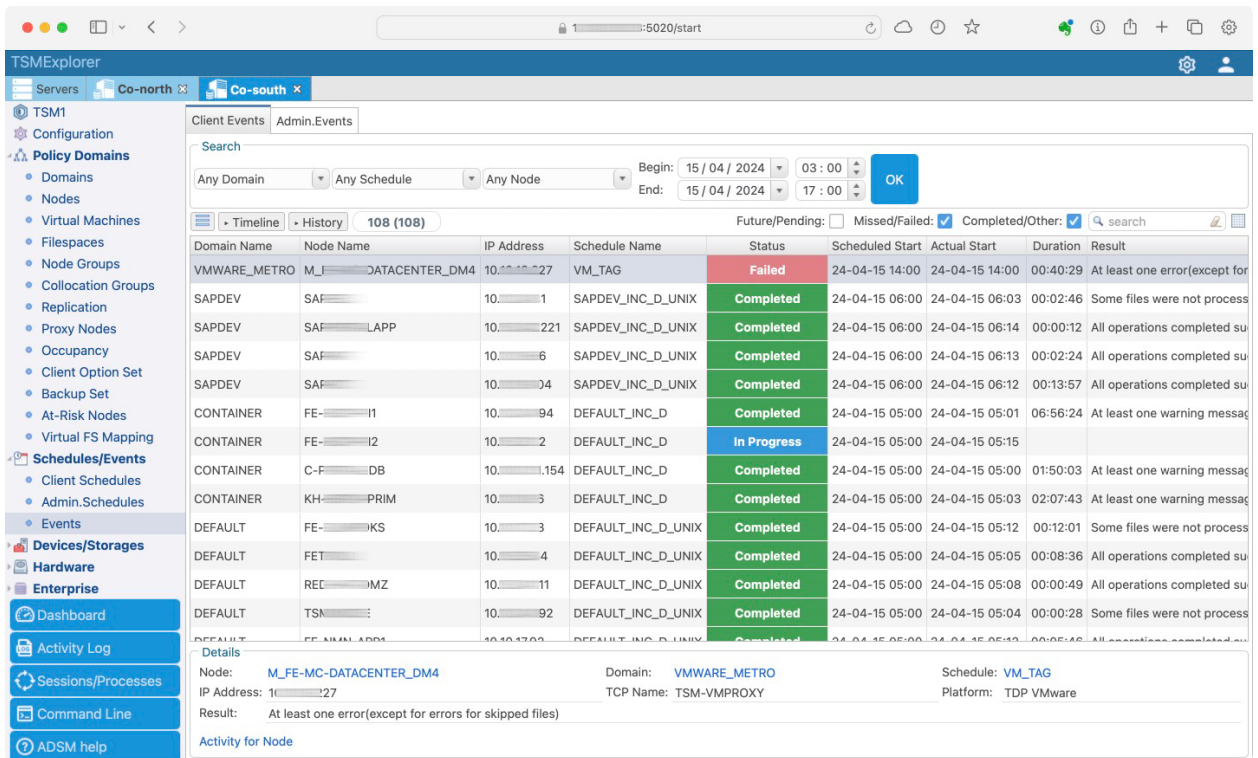 :5020/start
TSMExplorer
Servers Co-north Co-south
TSM1
Configuration
Policy Domains
Domains
Nodes
Virtual Machines
Filespaces
Node Groups
Collocation Groups
Replication
Proxy Nodes
Occupancy
Client Option Set
Backup Set
At-Risk Nodes
Virtual FS Mapping
Schedules/Events
Client Schedules
Admin.Schedules
Events
Devices/Storages
Hardware
Enterprise
Dashboard
Activity Log
Sessions/Processes
Command Line
ADSM help
Client Events Admin.Events
Search
Any Domain Any Schedule Any Node
Begin: 15/04/2024 03:00
End: 15/04/2024 17:00
OK
Timeline History 108 (108) Future/Pending: Missed/Failed: Completed/Other: search
Domain Name Node Name IP Address Schedule Name Status Scheduled Start Actual Start Duration Result
VMWARE_METRO DATACENTER_DM4 VM_TAG Failed 24-04-15 14:00 24-04-15 14:00 00:40:29 At least one error(except for
SAPDEV SAPDEV_INC_D_UNIX Completed 24-04-15 06:00 24-04-15 06:03 00:02:46 Some files were not process
SAPDEV SAPDEV_INC_D_UNIX Completed 24-04-15 06:00 24-04-15 06:14 00:00:12 All operations completed su
SAPDEV SAPDEV_INC_D_UNIX Completed 24-04-15 06:00 24-04-15 06:13 00:02:24 All operations completed su
SAPDEV SAPDEV_INC_D_UNIX Completed 24-04-15 06:00 24-04-15 06:12 00:13:57 All operations completed su
CONTAINER FE- DEFAULT_INC_D Completed 24-04-15 05:00 24-04-15 05:01 06:56:24 At least one warning messag
CONTAINER FE- DEFAULT_INC_D In Progress 24-04-15 05:00 24-04-15 05:15
CONTAINER DEFAULT_INC_D Completed 24-04-15 05:00 24-04-15 05:00 01:50:03 At least one warning messag
CONTAINER KH- PRIM DEFAULT_INC_D Completed 24-04-15 05:00 24-04-15 05:03 02:07:43 At least one warning messag
DEFAULT FE- DEFAULT_INC_D_UNIX Completed 24-04-15 05:00 24-04-15 05:12 00:12:01 Some files were not process
DEFAULT FET DEFAULT_INC_D_UNIX Completed 24-04-15 05:00 24-04-15 05:05 00:08:36 All operations completed su
DEFAULT DEFAULT_INC_D_UNIX Completed 24-04-15 05:00 24-04-15 05:08 00:00:49 All operations completed su
DEFAULT DEFAULT_INC_D_UNIX Completed 24-04-15 05:00 24-04-15 05:04 00:00:28 Some files were not process
Details
Node: M_FE-MC-DATACENTER_DM4 Domain: VMWARE_METRO Schedule: VM_TAG
IP Address: TCP Name: TSM-VMPROXY Platform: TDP VMware
Result: At least one error(except for errors for skipped files)
Activity for Node